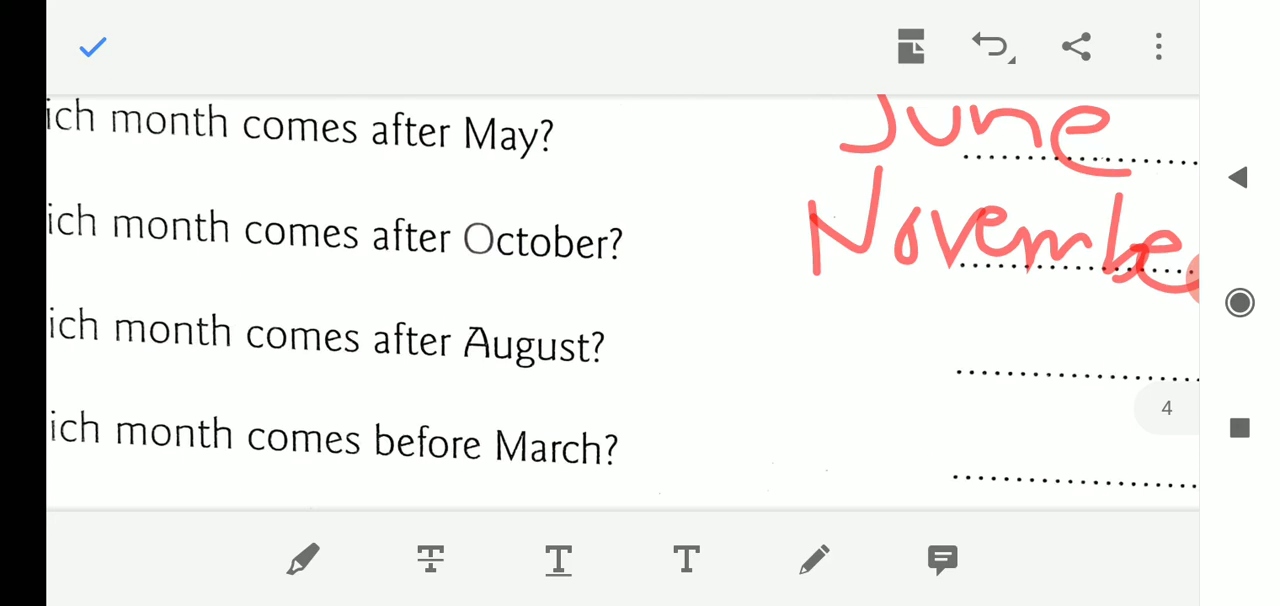 ich month comes after May? June
ich month comes after October? Novembe
ich month comes after August?
ich month comes before March?
4